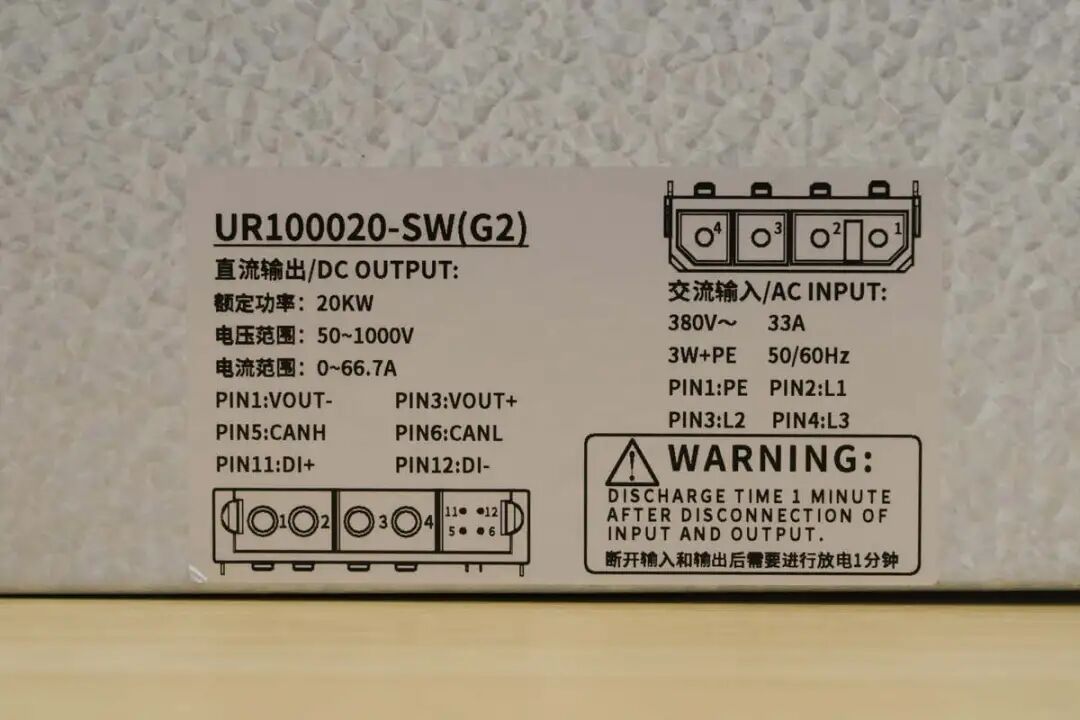 UR100020-SW(G2)
直流输出/DC OUTPUT:
额定功率：20KW
电压范围：50~1000V
电流范围：0~66.7A
PIN1:VOUT- PIN3:VOUT+
PIN5:CANH PIN6:CANL
PIN11:DI+ PIN12:DI-
1 2 3 4 11 12
5 6
4 3 2 1
交流输入/AC INPUT:
380V～ 33A
3W+PE 50/60Hz
PIN1:PE PIN2:L1
PIN3:L2 PIN4:L3
WARNING:
DISCHARGE TIME 1 MINUTE
AFTER DISCONNECTION OF
INPUT AND OUTPUT.
断开输入和输出后需要进行放电1分钟